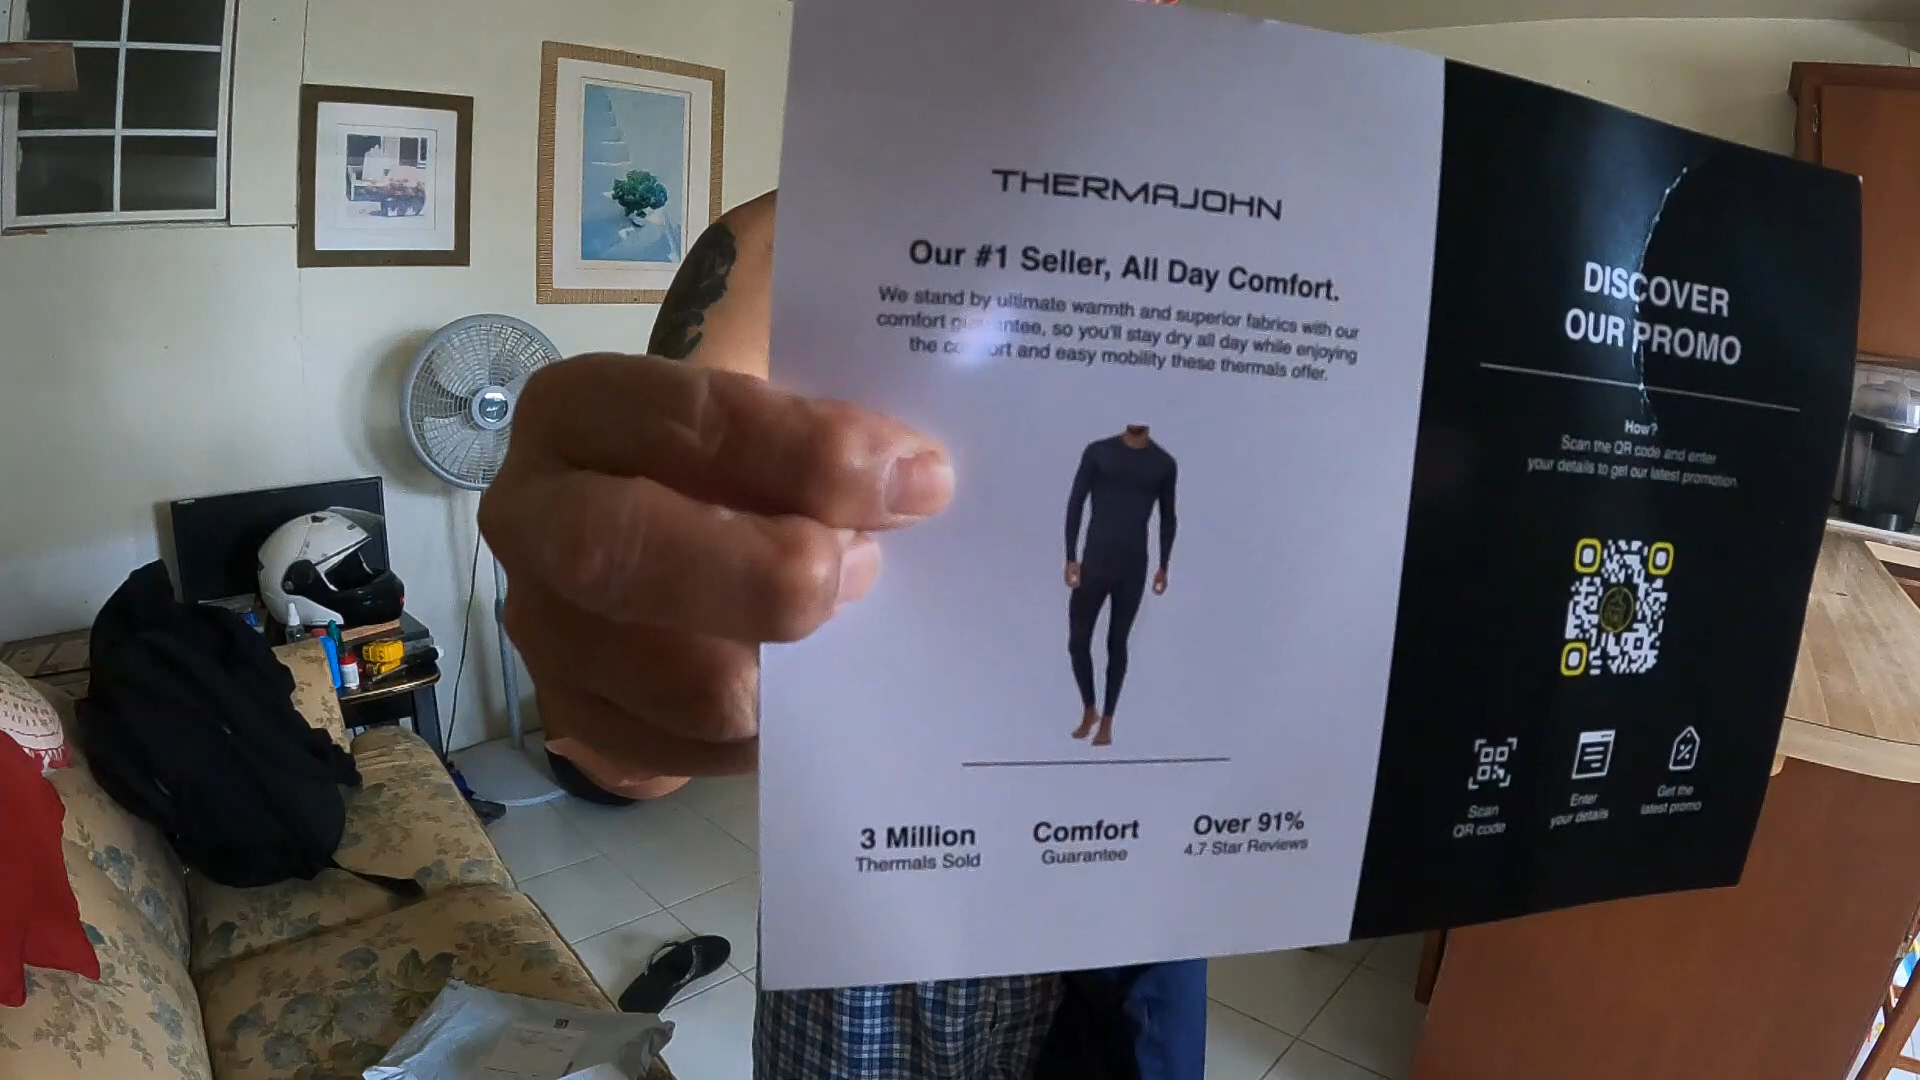 THERMAJOHN
Our #1 Seller, All Day Comfort.
We stand by ultimate warmth and superior fabrics with our
comfort guarantee, so you'll stay dry all day while enjoying
the comfort and easy mobility these thermals offer.
3 Million
Thermals Sold
Comfort
Guarantee
Over 91%
4.7 Star Reviews
DISCOVER
OUR PROMO
How?
Scan the QR code and enter
your details to get our latest promotion.
Scan
QR code
Enter
your details
Get the
latest promo